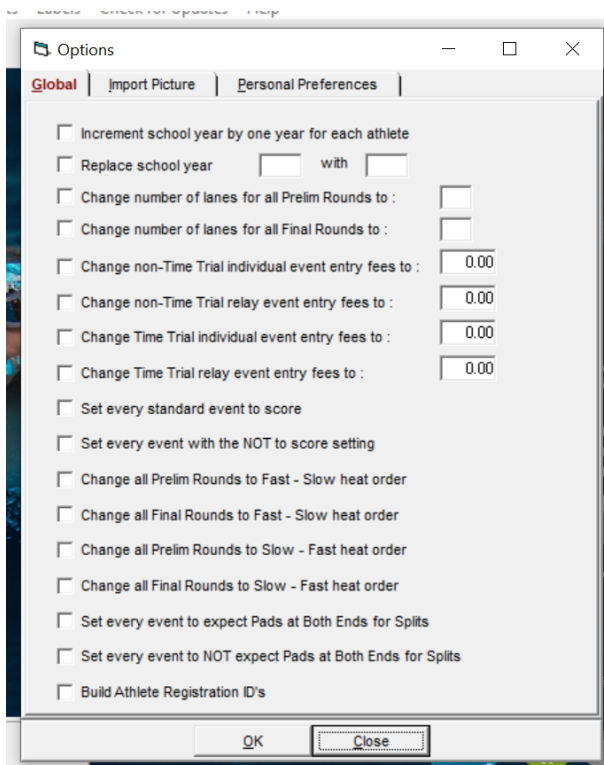 Labels Check for Updates Help
Options
Global Import Picture Personal Preferences
Increment school year by one year for each athlete
Replace school year with
Change number of lanes for all Prelim Rounds to :
Change number of lanes for all Final Rounds to :
Change non-Time Trial individual event entry fees to : 0.00
Change non-Time Trial relay event entry fees to : 0.00
Change Time Trial individual event entry fees to : 0.00
Change Time Trial relay event entry fees to : 0.00
Set every standard event to score
Set every event with the NOT to score setting
Change all Prelim Rounds to Fast - Slow heat order
Change all Final Rounds to Fast - Slow heat order
Change all Prelim Rounds to Slow - Fast heat order
Change all Final Rounds to Slow - Fast heat order
Set every event to expect Pads at Both Ends for Splits
Set every event to NOT expect Pads at Both Ends for Splits
Build Athlete Registration ID's
OK Close